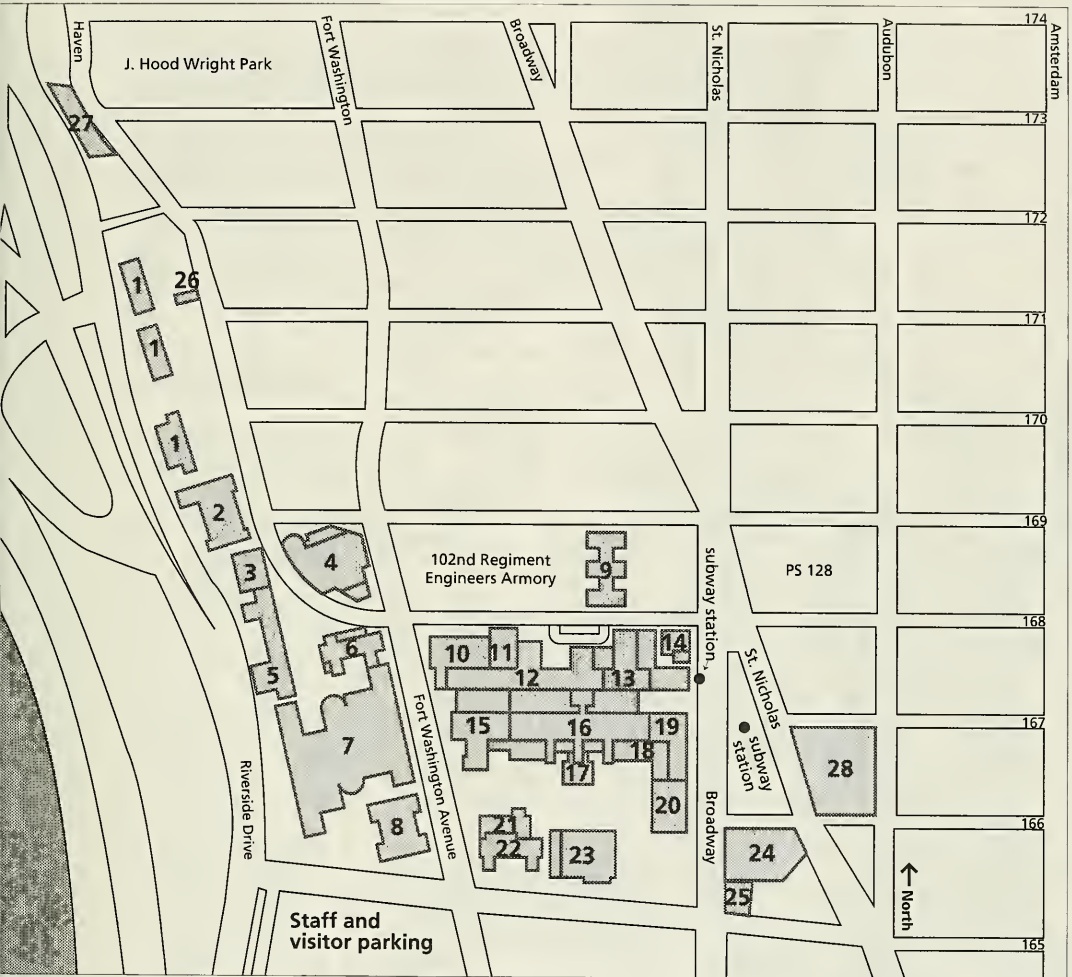 Haven
J. Hood Wright Park
Fort Washington
Broadway
St. Nicholas
Audubon
Amsterdam
174
27
173
172
1
26
171
1
170
1
2
169
3
4
102nd Regiment
Engineers Armory
9
subway station
PS 128
168
5
6
10
11
12
13
14
St. Nicholas
167
7
15
16
17
18
19
20
subway
station
28
Riverside Drive
Fort Washington Avenue
Broadway
166
8
21
22
23
24
25
North
Staff and
visitor parking
165